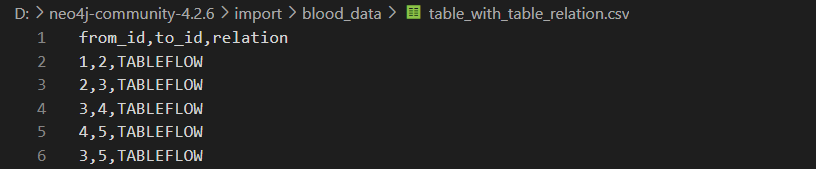 D: > neo4j-community-4.2.6 > import > blood_data > table_with_table_relation.csv
1 from_id,to_id,relation
2 1,2,TABLEFLOW
3 2,3,TABLEFLOW
4 3,4,TABLEFLOW
5 4,5,TABLEFLOW
6 3,5,TABLEFLOW